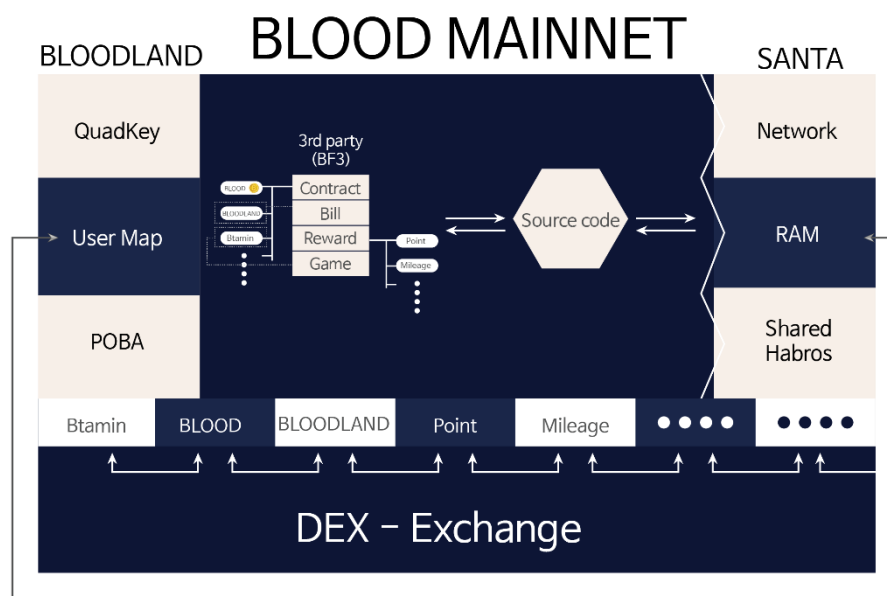 BLOOD MAINNET
BLOODLAND
SANTA
QuadKey
User Map
POBA
3rd party
(BF3)
BLOOD
BLOODLAND
Btamin
Contract
Bill
Reward
Game
Point
Mileage
Source code
Network
RAM
Shared
Habros
Btamin
BLOOD
BLOODLAND
Point
Mileage
DEX - Exchange